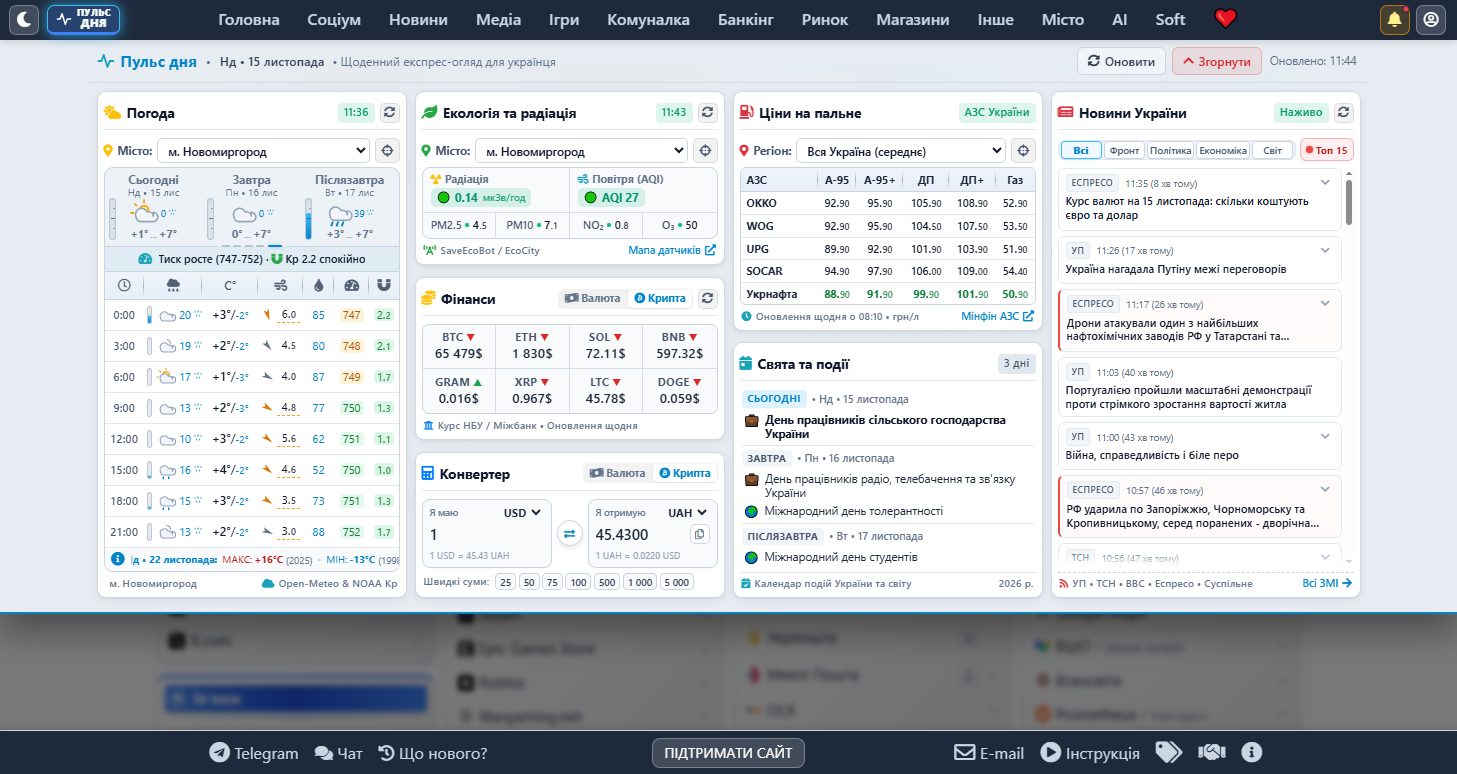 ПУЛЬС ДНЯ Головна Соціум Новини Медіа Ігри Комуналка Банкінг Ринок Магазини Інше Місто AI Soft
Пульс дня • Нд • 15 листопада • Щоденний експрес-огляд для українця Оновити Згорнути Оновлено: 11:44
Погода 11:36
Місто: м. Новомиргород
Сьогодні Завтра Післязавтра
Нд • 15 лис Пн • 16 лис Вт • 17 лис
0 0 39
+1° ... +7° 0° ... +7° +3° ... +7°
Тиск росте (747-752) · Кр 2.2 спокійно
C°
0:00 20 +3°/-2° 6.0 85 747 2.2
3:00 19 +2°/-2° 4.5 80 748 2.1
6:00 17 +1°/-3° 4.0 87 749 1.7
9:00 13 +2°/-3° 4.8 77 750 1.3
12:00 10 +3°/-2° 5.6 62 751 1.1
15:00 16 +4°/-2° 4.6 52 750 1.0
18:00 15 +3°/-2° 3.5 73 751 1.3
21:00 13 +2°/-2° 3.0 88 752 1.7
• 22 листопада: МАКС: +16°C (2025) · МІН: -13°C (1998
м. Новомиргород Open-Meteo & NOAA Kp
Екологія та радіація 11:43
Місто: м. Новомиргород
Радіація Повітря (AQI)
0.14 мкЗв/год AQI 27
PM2.5 • 4.5 PM10 • 7.1 NO₂ • 0.8 O₃ • 50
SaveEcoBot / EcoCity Мапа датчиків
Фінанси Валюта Крипта
BTC ETH SOL BNB
65 479$ 1 830$ 72.11$ 597.32$
GRAM XRP LTC DOGE
0.016$ 0.967$ 45.78$ 0.059$
Курс НБУ / Міжбанк • Оновлення щодня
Конвертер Валюта Крипта
Я маю USD Я отримую UAH
1 45.4300
1 USD = 45.43 UAH 1 UAH = 0.0220 USD
Швидкі суми: 25 50 75 100 500 1 000 5 000
Ціни на пальне АЗС України
Регіон: Вся Україна (середнє)
АЗС А-95 А-95+ ДП ДП+ Газ
ОККО 92.90 95.90 105.90 108.90 52.90
WOG 92.90 95.90 104.50 107.50 53.50
UPG 89.90 92.90 101.90 103.90 51.90
SOCAR 94.90 97.90 106.00 109.00 54.40
Укрнафта 88.90 91.90 99.90 101.90 50.90
Оновлення щодня о 08:10 • грн/л Мінфін АЗС
Свята та події 3 дні
СЬОГОДНІ • Нд • 15 листопада
День працівників сільського господарства
України
ЗАВТРА • Пн • 16 листопада
День працівників радіо, телебачення та зв'язку
України
Міжнародний день толерантності
ПІСЛЯЗАВТРА • Вт • 17 листопада
Міжнародний день студентів
Календар подій України та світу 2026 р.
Новини України Наживо
Всі Фронт Політика Економіка Світ Топ 15
ЕСПРЕСО 11:35 (8 хв тому)
Курс валют на 15 листопада: скільки коштують
євро та долар
УП 11:26 (17 хв тому)
Україна нагадала Путіну межі переговорів
ЕСПРЕСО 11:17 (26 хв тому)
Дрони атакували один з найбільших
нафтохімічних заводів РФ у Татарстані та...
УП 11:03 (40 хв тому)
Португалією пройшли масштабні демонстрації
проти стрімкого зростання вартості житла
УП 11:00 (43 хв тому)
Війна, справедливість і біле перо
ЕСПРЕСО 10:57 (46 хв тому)
РФ ударила по Запоріжжю, Чорноморську та
Кропивницькому, серед поранених - дворічна...
ТСН 10:56 (47 хв тому)
УП • ТСН • BBC • Еспресо • Суспільне Всі ЗМІ
X.com Epic Games Store Укрпошта
Roblox Meest Пошта Всеосвіта
Зв'язок Wargaming.net OLX Prometheus
Telegram Чат Що нового? ПІДТРИМАТИ САЙТ E-mail Інструкція